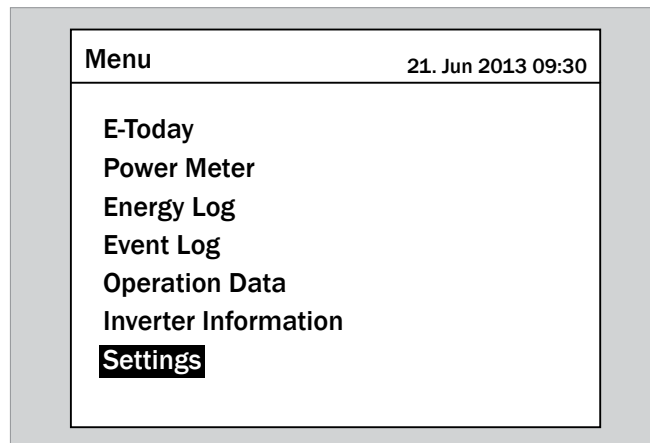 Menu
21. Jun 2013 09:30
E-Today
Power Meter
Energy Log
Event Log
Operation Data
Inverter Information
Settings